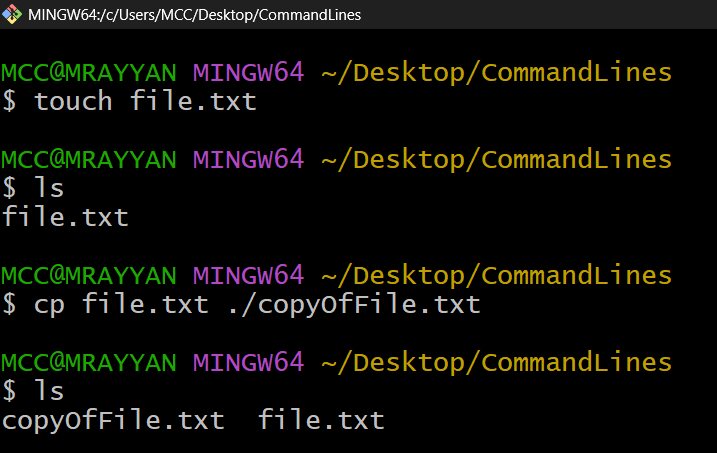 MINGW64:/c/Users/MCC/Desktop/CommandLines
MCC@MRAYYAN MINGW64 ~/Desktop/CommandLines
$ touch file.txt
MCC@MRAYYAN MINGW64 ~/Desktop/CommandLines
$ ls
file.txt
MCC@MRAYYAN MINGW64 ~/Desktop/CommandLines
$ cp file.txt ./copyOfFile.txt
MCC@MRAYYAN MINGW64 ~/Desktop/CommandLines
$ ls
copyOfFile.txt  file.txt